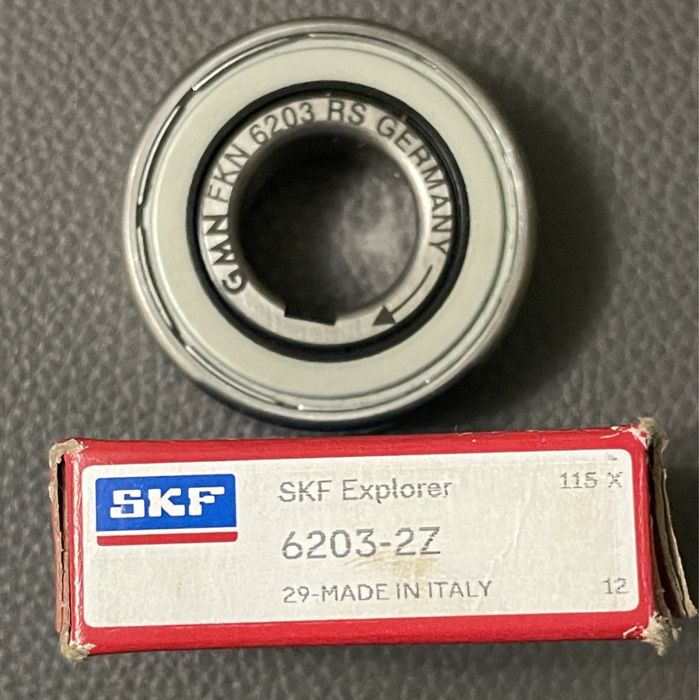 GMN FKN 6203 RS GERMANY
SKF
SKF Explorer
115 X
6203-2Z
29-MADE IN ITALY
12